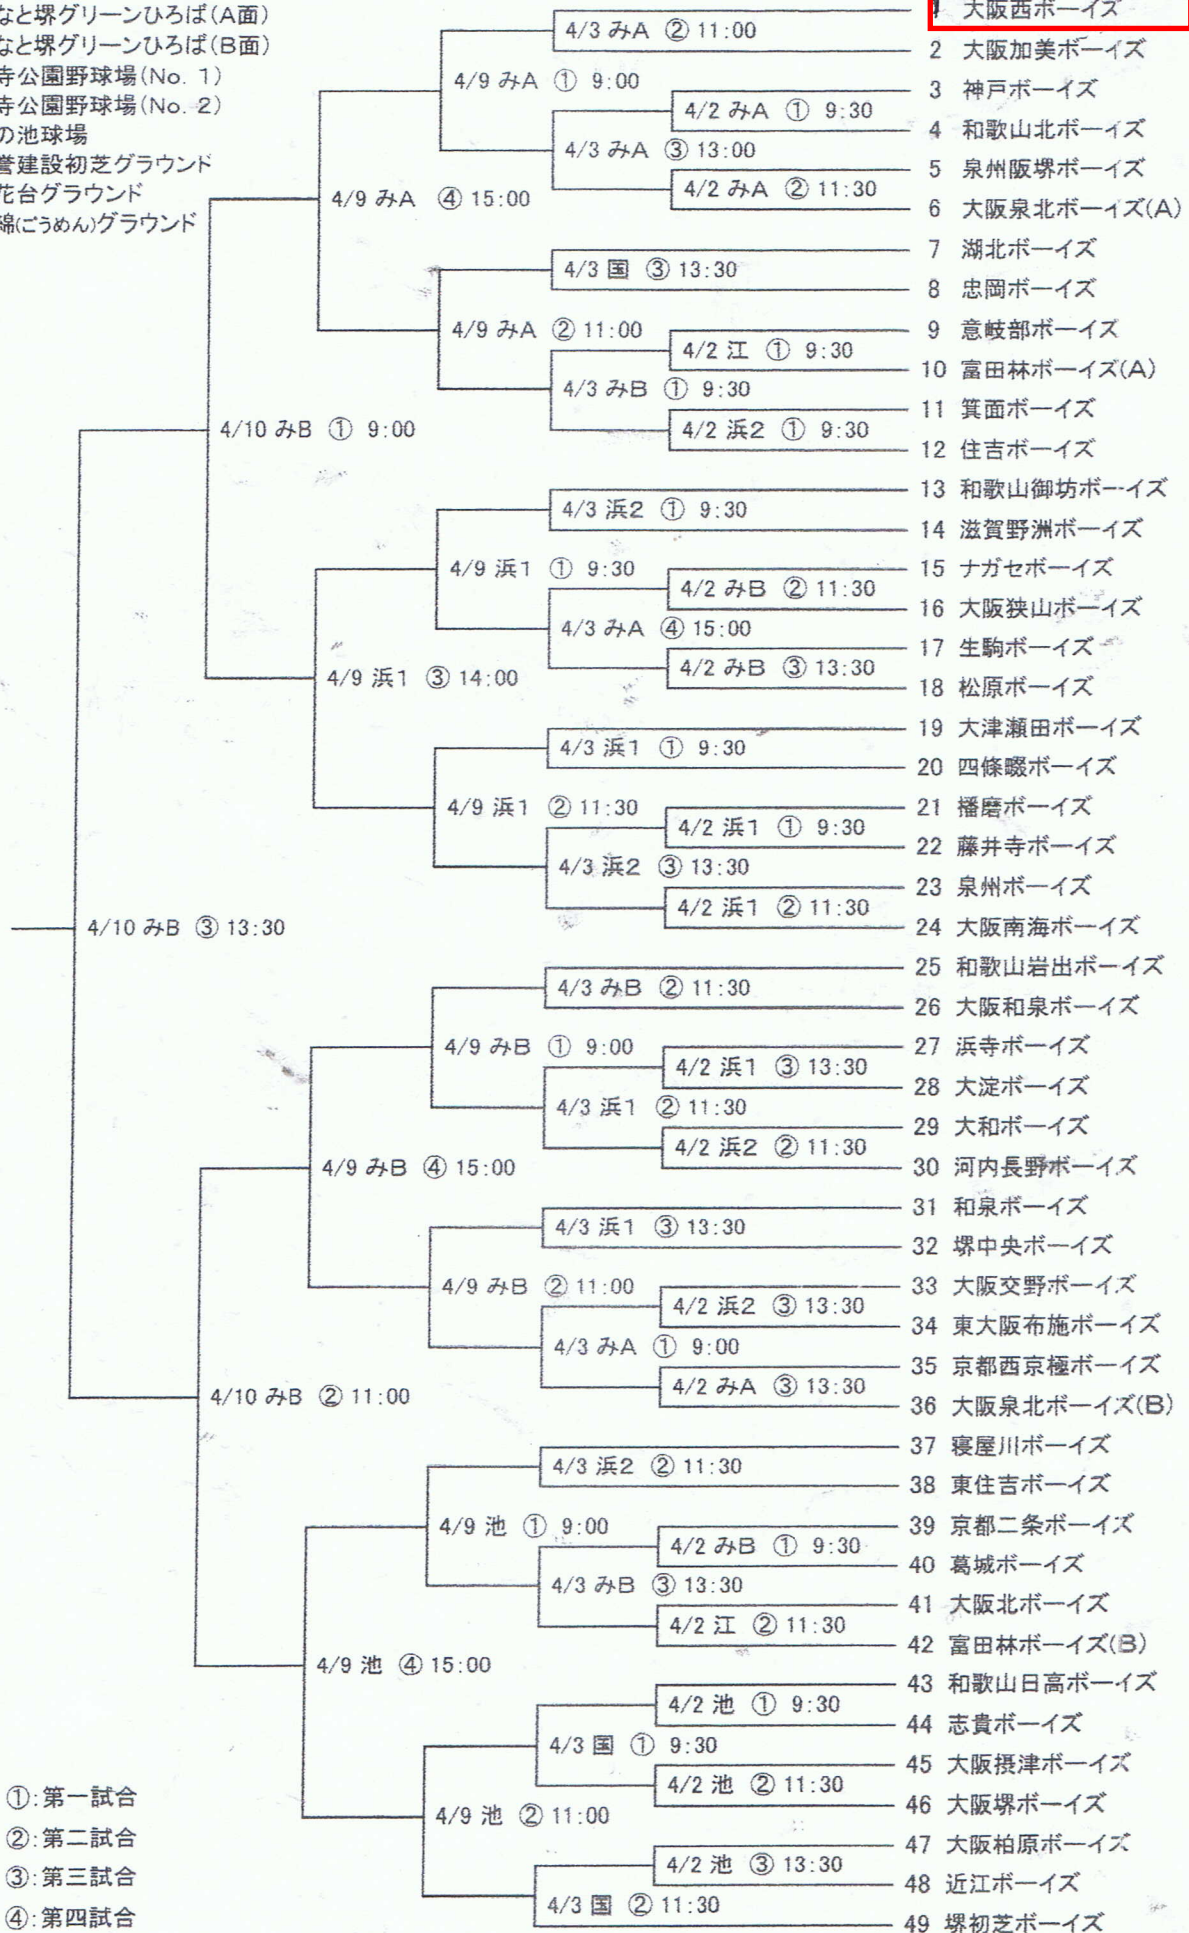 なと堺グリーンひろば(A面)
なと堺グリーンひろば(B面)
寺公園野球場(No. 1)
寺公園野球場(No. 2)
の池球場
誉建設初芝グラウンド
花台グラウンド
綿(ごうめん)グラウンド
1 大阪西ボーイズ
4/3 みA ② 11:00
2 大阪加美ボーイズ
4/9 みA ① 9:00
3 神戸ボーイズ
4/2 みA ① 9:30
4 和歌山北ボーイズ
4/3 みA ③ 13:00
5 泉州阪堺ボーイズ
4/2 みA ② 11:30
6 大阪泉北ボーイズ(A)
4/9 みA ④ 15:00
7 湖北ボーイズ
4/3 国 ③ 13:30
8 忠岡ボーイズ
4/9 みA ② 11:00
9 意岐部ボーイズ
4/2 江 ① 9:30
10 富田林ボーイズ(A)
4/3 みB ① 9:30
11 箕面ボーイズ
4/2 浜2 ① 9:30
12 住吉ボーイズ
4/10 みB ① 9:00
13 和歌山御坊ボーイズ
4/3 浜2 ① 9:30
14 滋賀野洲ボーイズ
4/9 浜1 ① 9:30
15 ナガセボーイズ
4/2 みB ② 11:30
16 大阪狭山ボーイズ
4/3 みA ④ 15:00
17 生駒ボーイズ
4/2 みB ③ 13:30
18 松原ボーイズ
4/9 浜1 ③ 14:00
19 大津瀬田ボーイズ
4/3 浜1 ① 9:30
20 四條畷ボーイズ
4/9 浜1 ② 11:30
21 播磨ボーイズ
4/2 浜1 ① 9:30
22 藤井寺ボーイズ
4/3 浜2 ③ 13:30
23 泉州ボーイズ
4/2 浜1 ② 11:30
24 大阪南海ボーイズ
4/10 みB ③ 13:30
25 和歌山岩出ボーイズ
4/3 みB ② 11:30
26 大阪和泉ボーイズ
4/9 みB ① 9:00
27 浜寺ボーイズ
4/2 浜1 ③ 13:30
28 大淀ボーイズ
4/3 浜1 ② 11:30
29 大和ボーイズ
4/2 浜2 ② 11:30
30 河内長野ボーイズ
4/9 みB ④ 15:00
31 和泉ボーイズ
4/3 浜1 ③ 13:30
32 堺中央ボーイズ
4/9 みB ② 11:00
33 大阪交野ボーイズ
4/2 浜2 ③ 13:30
34 東大阪布施ボーイズ
4/3 みA ① 9:00
35 京都西京極ボーイズ
4/2 みA ③ 13:30
36 大阪泉北ボーイズ(B)
4/10 みB ② 11:00
37 寝屋川ボーイズ
4/3 浜2 ② 11:30
38 東住吉ボーイズ
4/9 池 ① 9:00
39 京都二条ボーイズ
4/2 みB ① 9:30
40 葛城ボーイズ
4/3 みB ③ 13:30
41 大阪北ボーイズ
4/2 江 ② 11:30
42 富田林ボーイズ(B)
4/9 池 ④ 15:00
43 和歌山日高ボーイズ
4/2 池 ① 9:30
44 志貴ボーイズ
4/3 国 ① 9:30
45 大阪摂津ボーイズ
4/2 池 ② 11:30
46 大阪堺ボーイズ
4/9 池 ② 11:00
47 大阪柏原ボーイズ
4/2 池 ③ 13:30
48 近江ボーイズ
4/3 国 ② 11:30
49 堺初芝ボーイズ
①:第一試合
②:第二試合
③:第三試合
④:第四試合